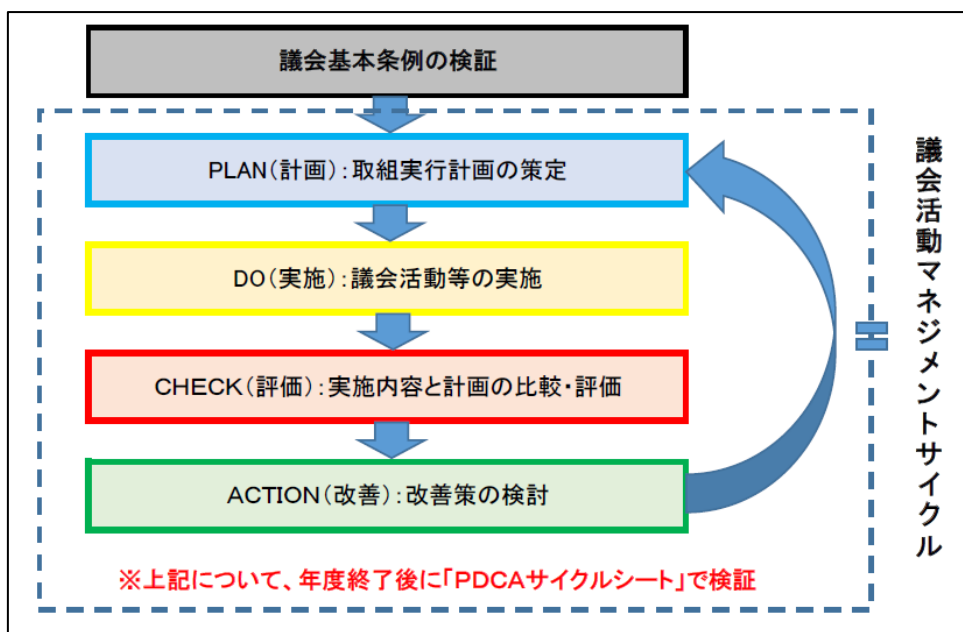 議会基本条例の検証
PLAN(計画):取組実行計画の策定
DO(実施):議会活動等の実施
CHECK(評価):実施内容と計画の比較・評価
ACTION(改善):改善策の検討
※上記について、年度終了後に「PDCAサイクルシート」で検証
議会活動マネジメントサイクル